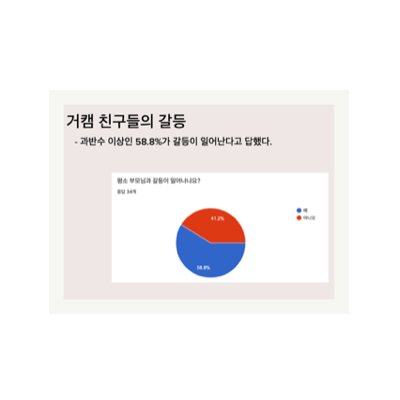 거캠 친구들의 갈등
- 과반수 이상인 58.8%가 갈등이 일어난다고 답했다.
평소 부모님과 갈등이 일어나나요?
응답 34개
41.2%
58.8%
예
아니요